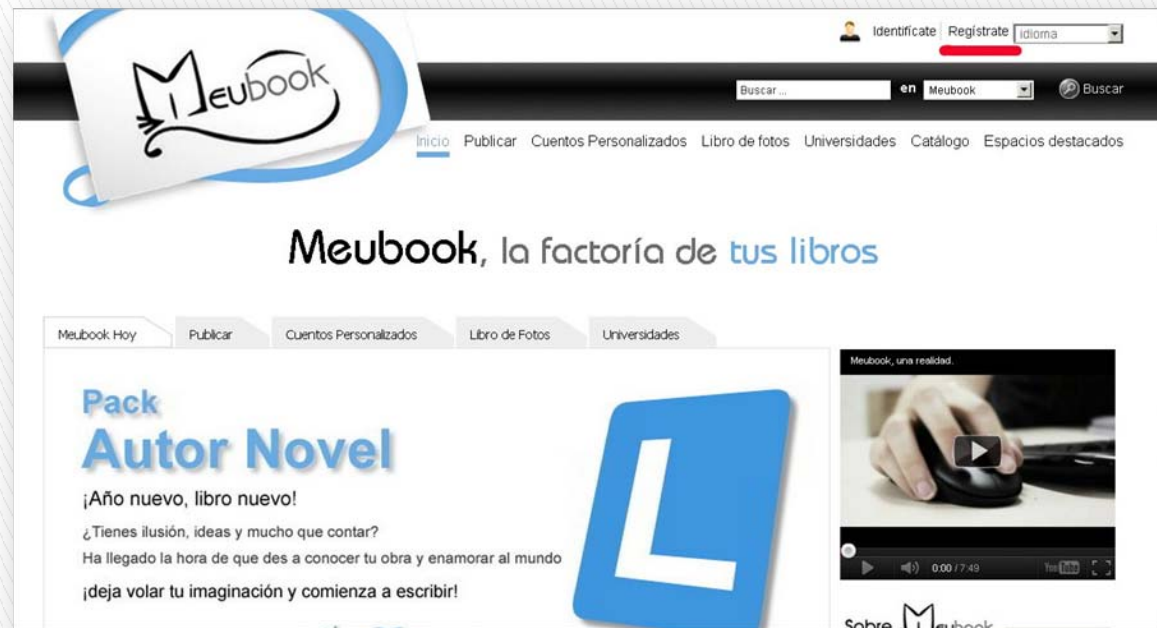 Identifícate Regístrate idioma
Meubook
Buscar ... en Meubook Buscar
Inicio Publicar Cuentos Personalizados Libro de fotos Universidades Catálogo Espacios destacados
Meubook, la factoría de tus libros
Meubook Hoy Publicar Cuentos Personalizados Libro de Fotos Universidades
Pack
Autor Novel
¡Año nuevo, libro nuevo!
¿Tienes ilusión, ideas y mucho que contar?
Ha llegado la hora de que des a conocer tu obra y enamorar al mundo
¡deja volar tu imaginación y comienza a escribir!
L
Meubook, una realidad.
0:00 / 7:49 YouTube
Sobre Meubook